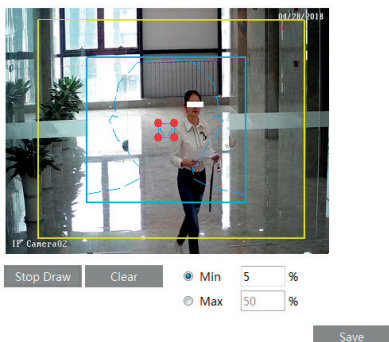 04/28/2018
IP Camera02
Stop Draw Clear Min 5 %
Max 50 %
Save